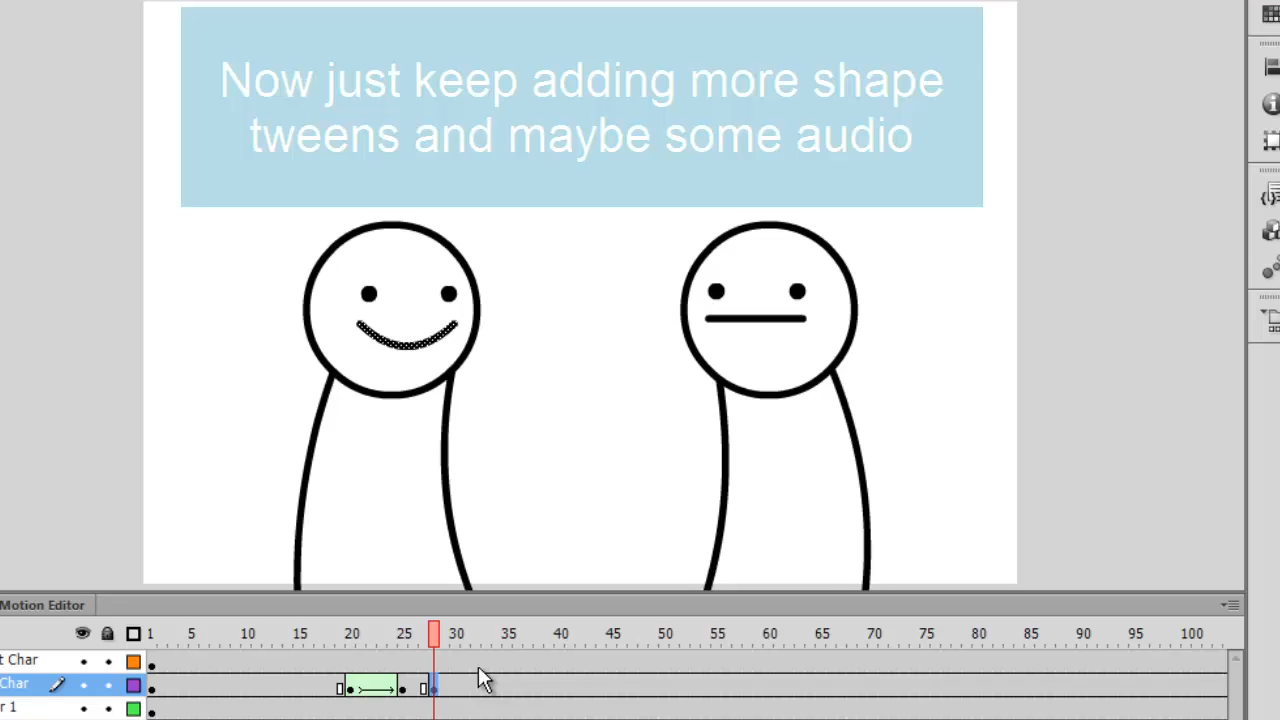 Now just keep adding more shape
tweens and maybe some audio
Motion Editor
1 5 10 15 20 25 30 35 40 45 50 55 60 65 70 75 80 85 90 95 100
t Char
Char
r 1